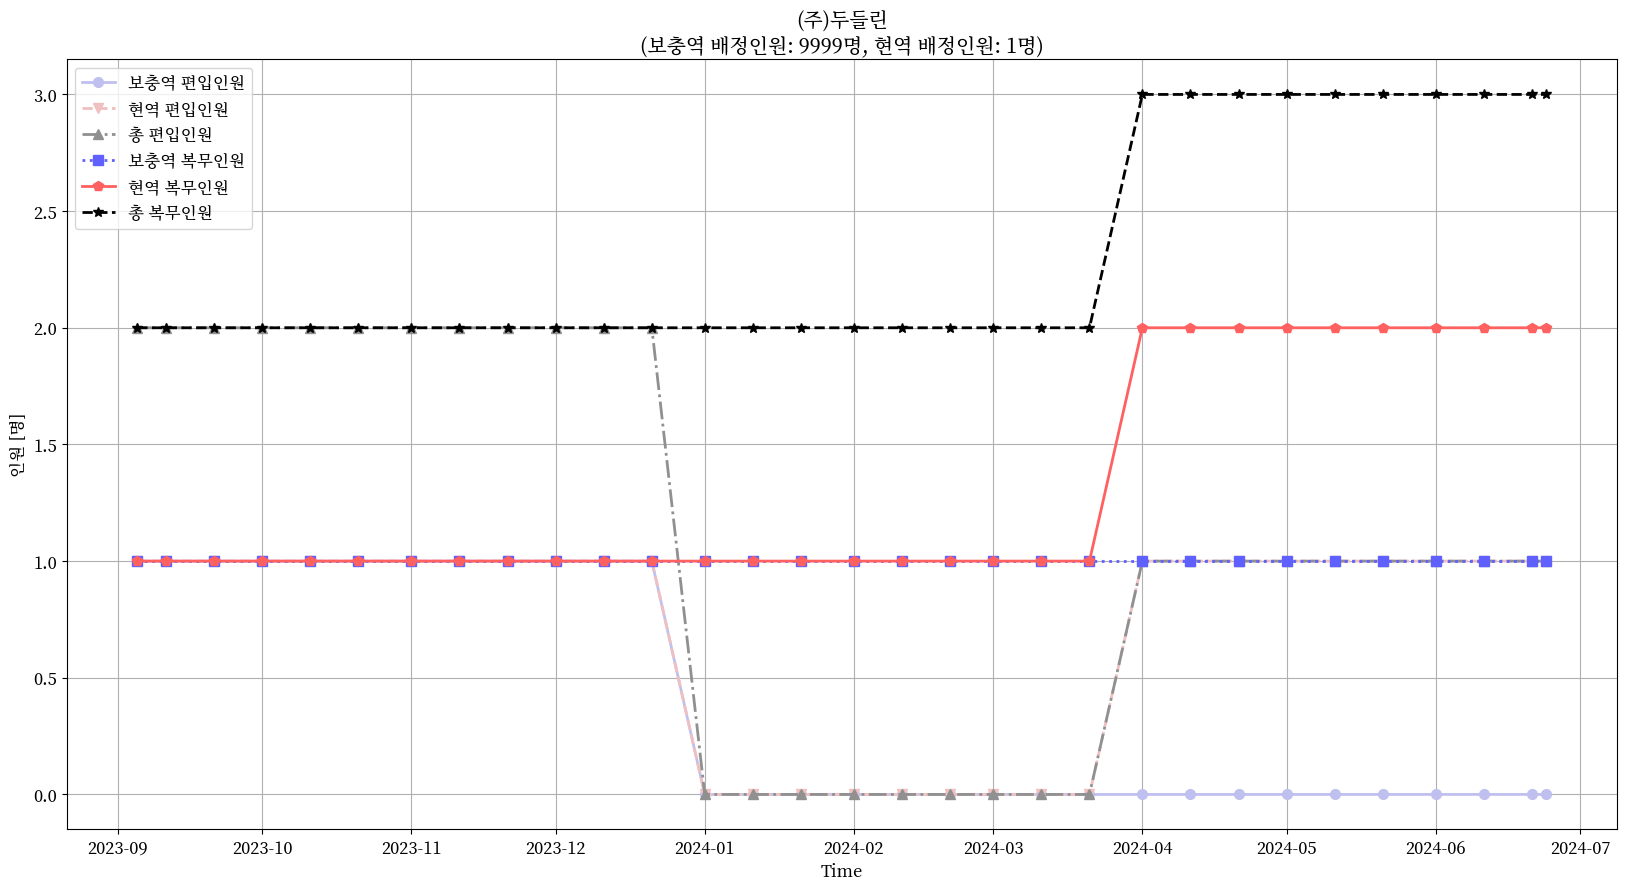 (주)두들린
(보충역 배정인원: 9999명, 현역 배정인원: 1명)
보충역 편입인원
현역 편입인원
총 편입인원
보충역 복무인원
현역 복무인원
총 복무인원
3.0
2.5
2.0
1.5
1.0
0.5
0.0
인원 [명]
2023-09 2023-10 2023-11 2023-12 2024-01 2024-02 2024-03 2024-04 2024-05 2024-06 2024-07
Time